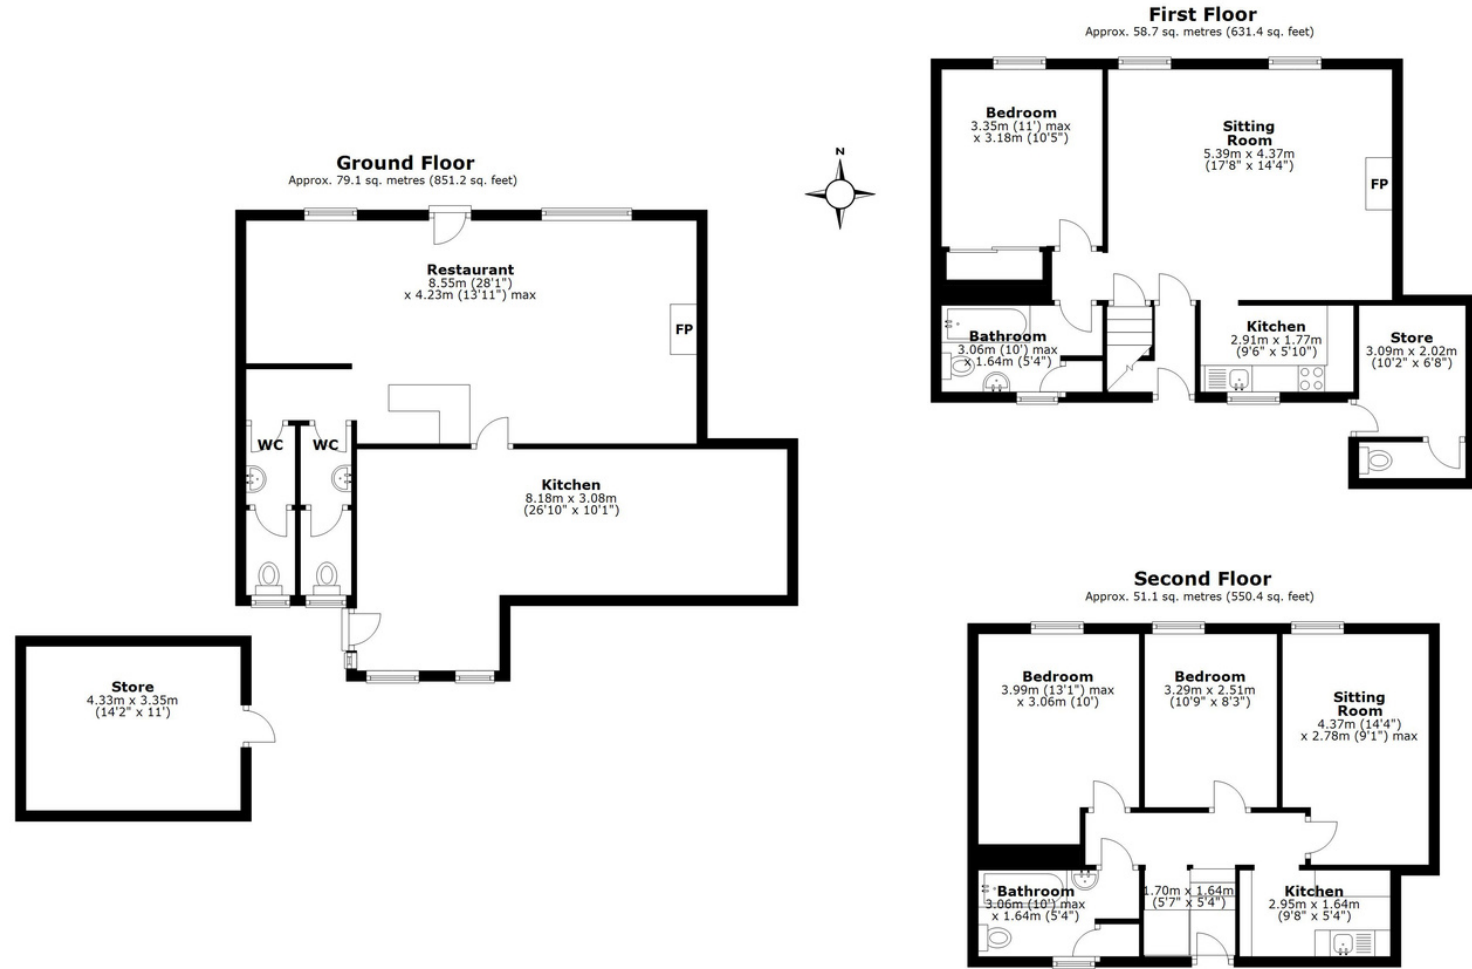 Ground Floor
Approx. 79.1 sq. metres (851.2 sq. feet)
Restaurant
8.55m (28'1")
x 4.23m (13'11") max
FP
WC
WC
Kitchen
8.18m x 3.08m
(26'10" x 10'1")
Store
4.33m x 3.35m
(14'2" x 11')
N
First Floor
Approx. 58.7 sq. metres (631.4 sq. feet)
Bedroom
3.35m (11') max
x 3.18m (10'5")
Sitting
Room
5.39m x 4.37m
(17'8" x 14'4")
FP
Bathroom
3.06m (10') max
x 1.64m (5'4")
Kitchen
2.91m x 1.77m
(9'6" x 5'10")
Store
3.09m x 2.02m
(10'2" x 6'8")
Second Floor
Approx. 51.1 sq. metres (550.4 sq. feet)
Bedroom
3.99m (13'1") max
x 3.06m (10')
Bedroom
3.29m x 2.51m
(10'9" x 8'3")
Sitting
Room
4.37m (14'4")
x 2.78m (9'1") max
Bathroom
3.06m (10') max
x 1.64m (5'4")
1.70m x 1.64m
(5'7" x 5'4")
Kitchen
2.95m x 1.64m
(9'8" x 5'4")